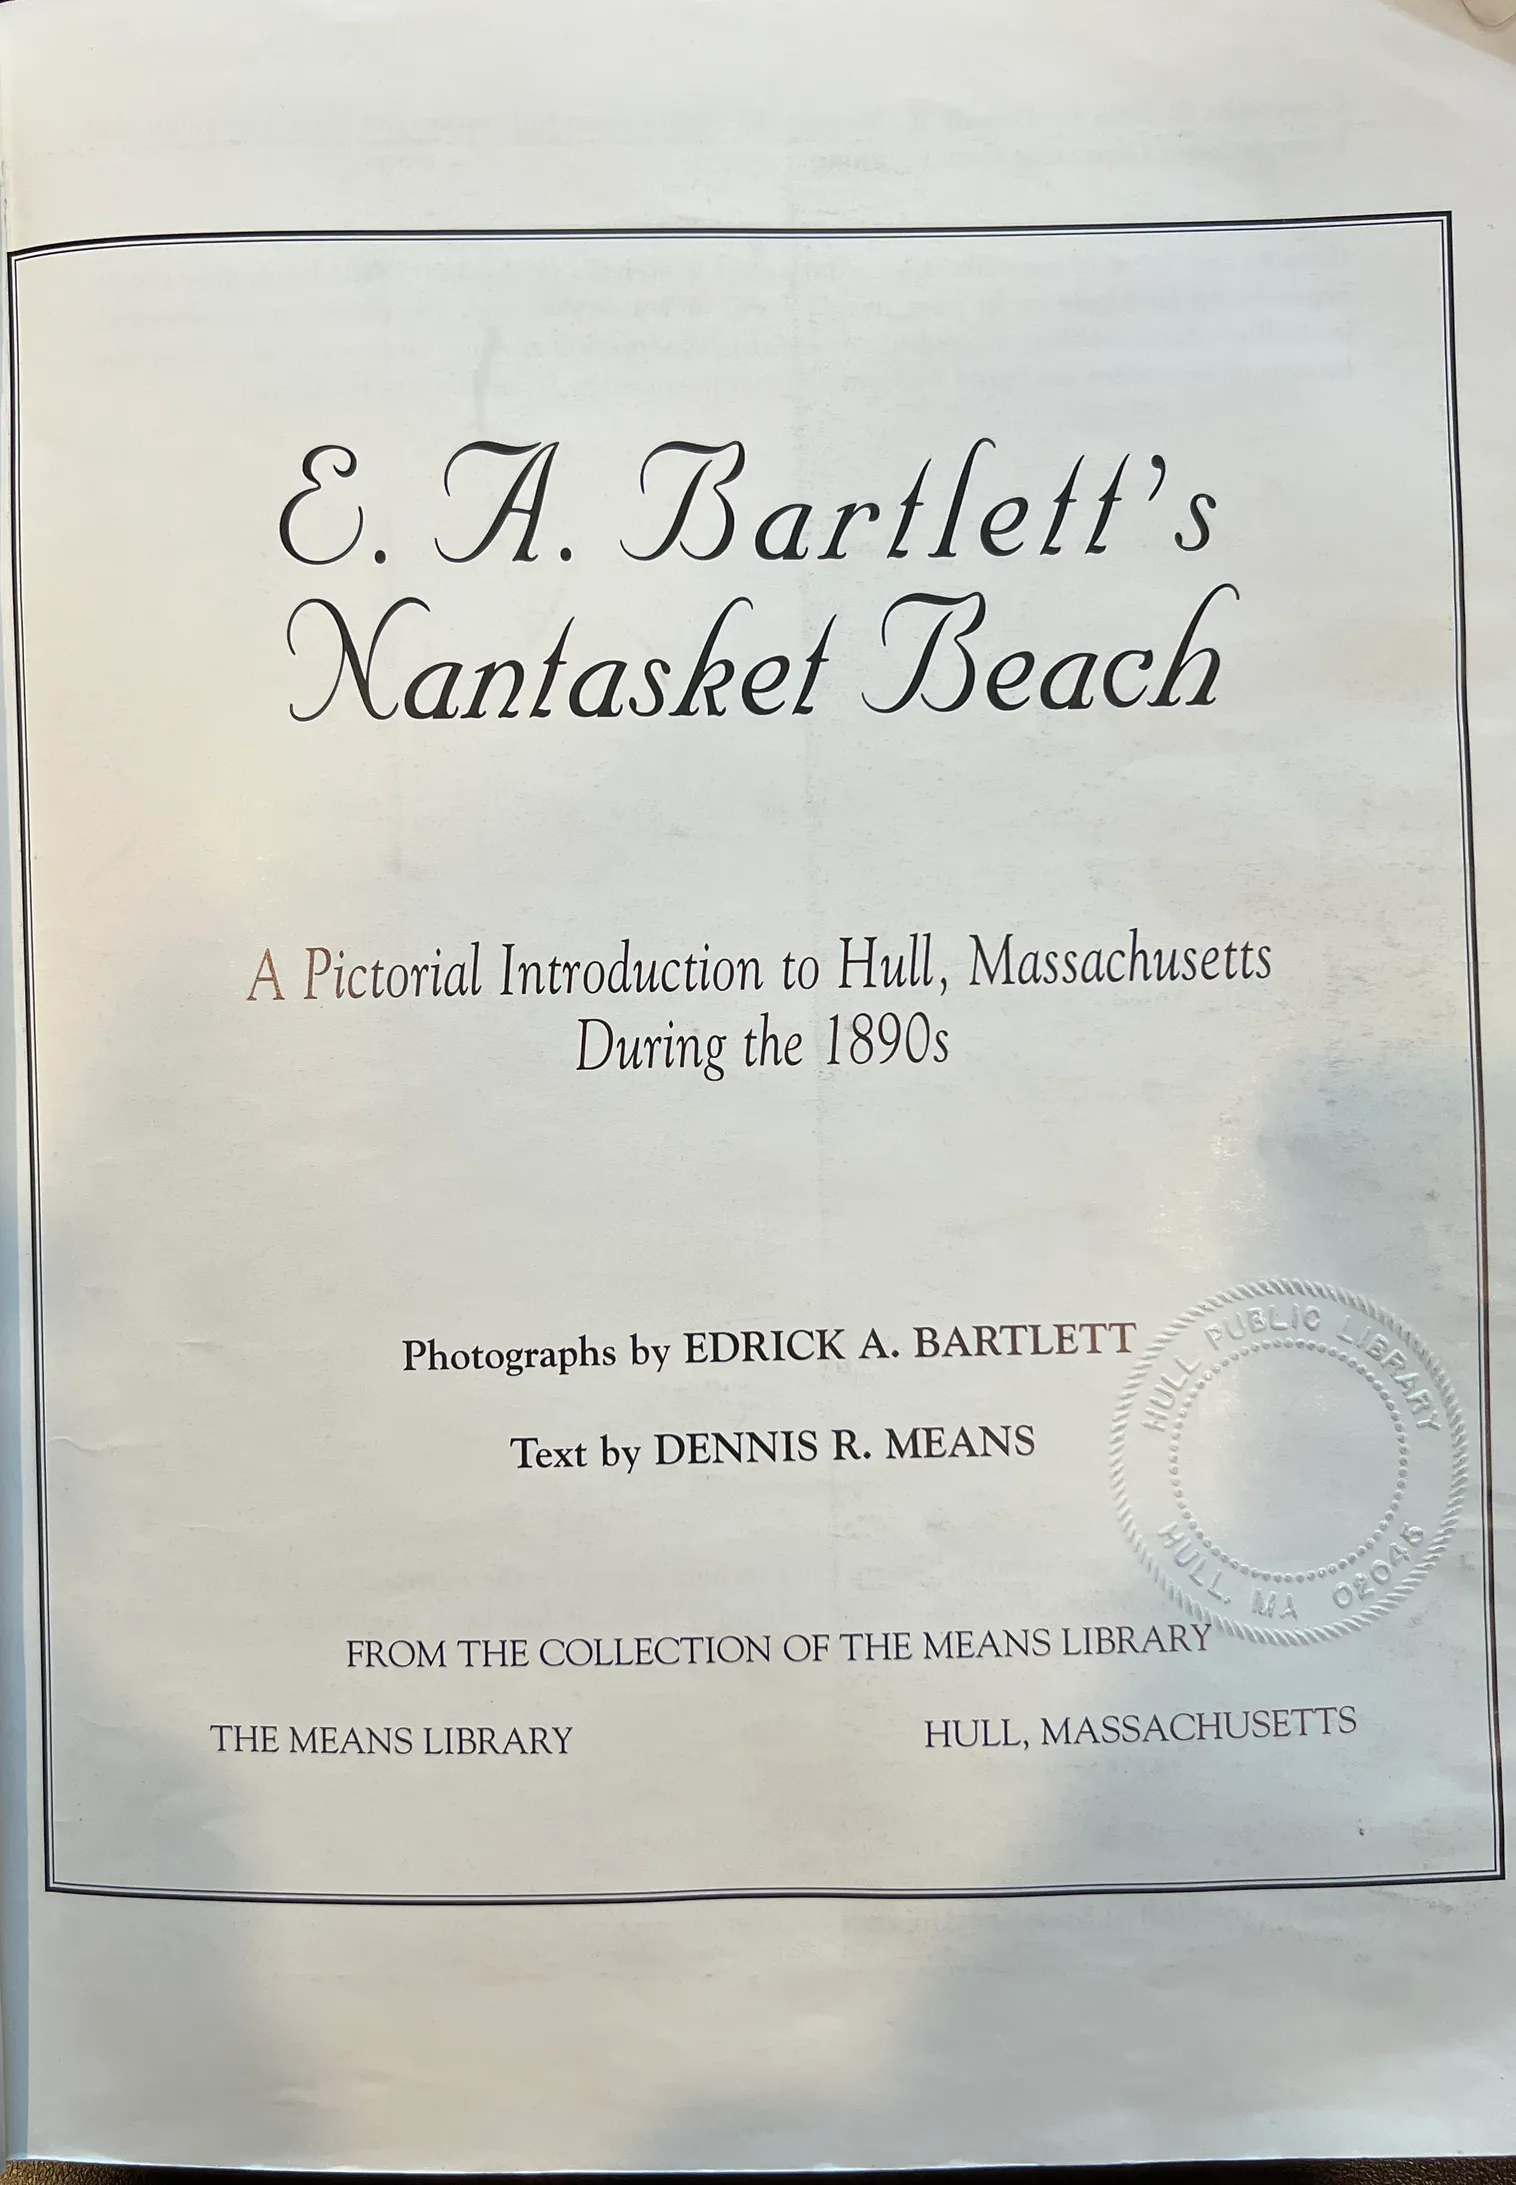 E. A. Bartlett's
Nantasket Beach
A Pictorial Introduction to Hull, Massachusetts
During the 1890s
Photographs by EDRICK A. BARTLETT
Text by DENNIS R. MEANS
HULL PUBLIC LIBRARY
HULL, MA 02045
FROM THE COLLECTION OF THE MEANS LIBRARY
THE MEANS LIBRARY HULL, MASSACHUSETTS